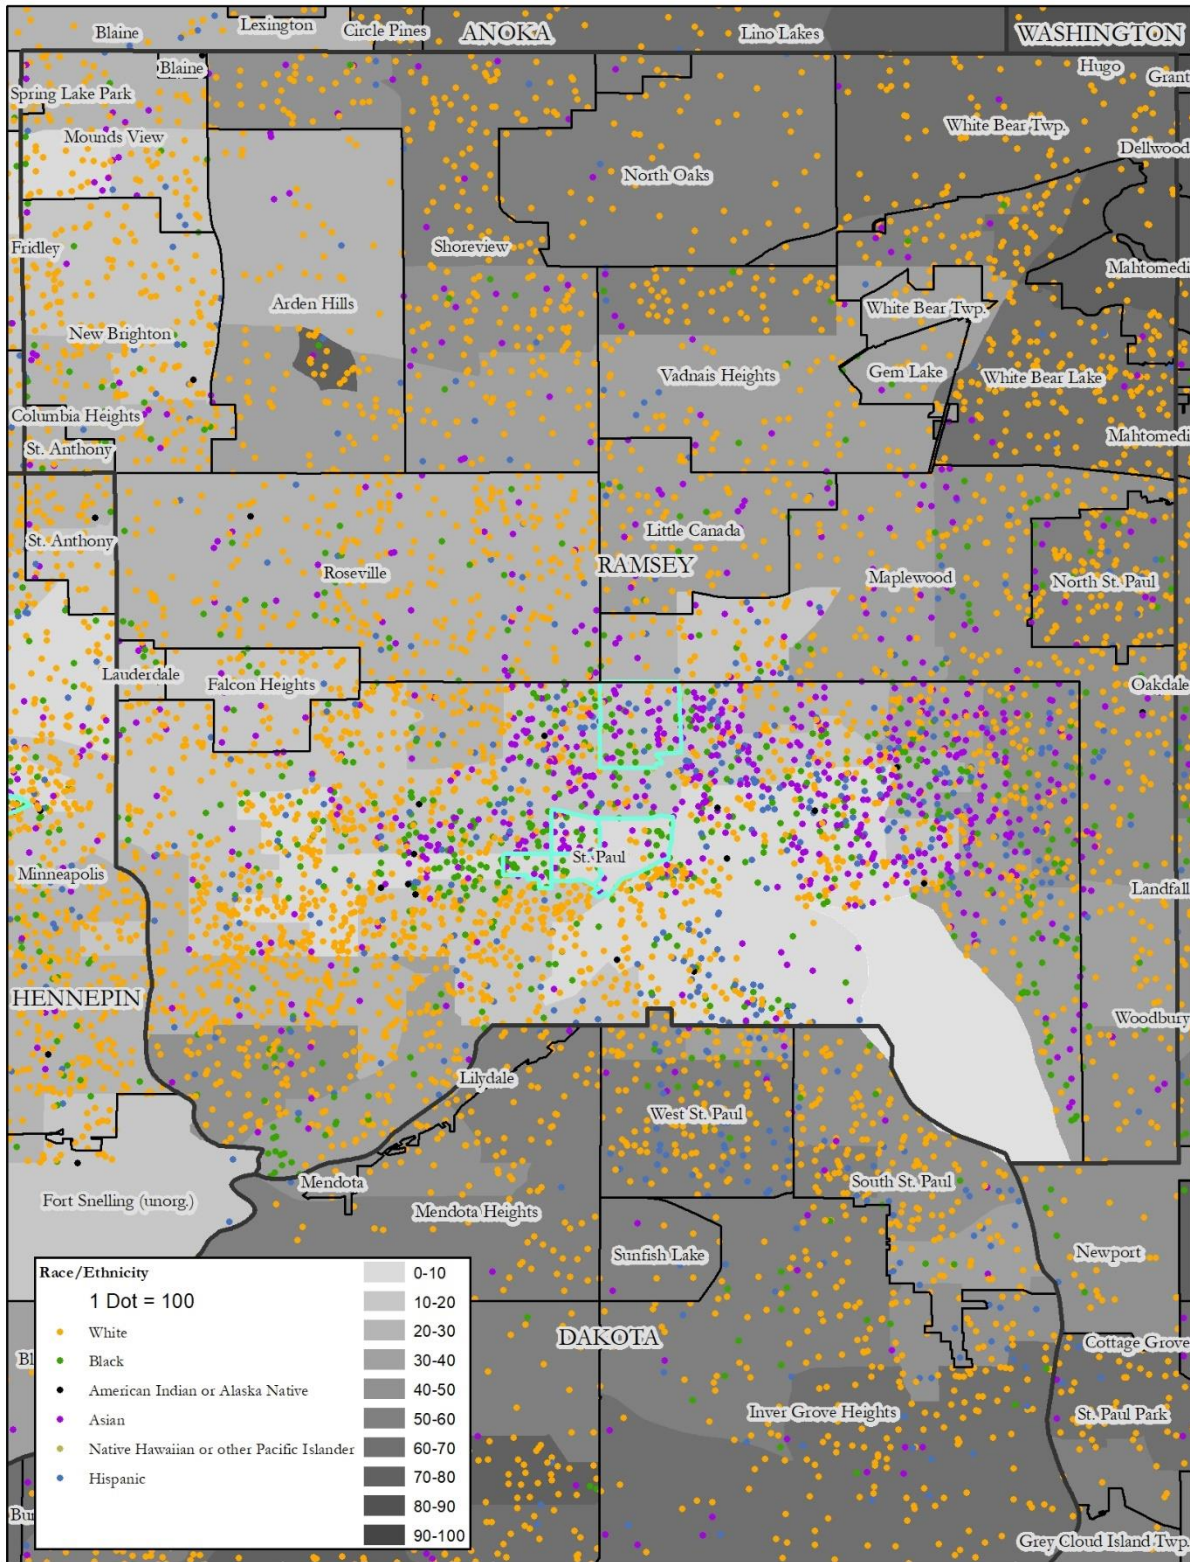 Blaine
Lexington
Circle Pines
ANOKA
Lino Lakes
WASHINGTON
Blaine
Hugo
Grant
Spring Lake Park
Mounds View
White Bear Twp.
Dellwood
North Oaks
Fridley
Shoreview
Mahtomedi
Arden Hills
White Bear Twp.
New Brighton
Vadnais Heights
Gem Lake
White Bear Lake
Columbia Heights
Mahtomedi
St. Anthony
St. Anthony
Little Canada
RAMSEY
Roseville
Maplewood
North St. Paul
Lauderdale
Falcon Heights
Oakdale
St. Paul
Minneapolis
Landfall
HENNEPIN
Woodbury
Lilydale
West St. Paul
Mendota
South St. Paul
Fort Snelling (unorg.)
Mendota Heights
Sunfish Lake
Newport
DAKOTA
Cottage Grove
Inver Grove Heights
St. Paul Park
Grey Cloud Island Twp.
Bl
Bu
Race/Ethnicity
1 Dot = 100
White
Black
American Indian or Alaska Native
Asian
Native Hawaiian or other Pacific Islander
Hispanic
0-10
10-20
20-30
30-40
40-50
50-60
60-70
70-80
80-90
90-100